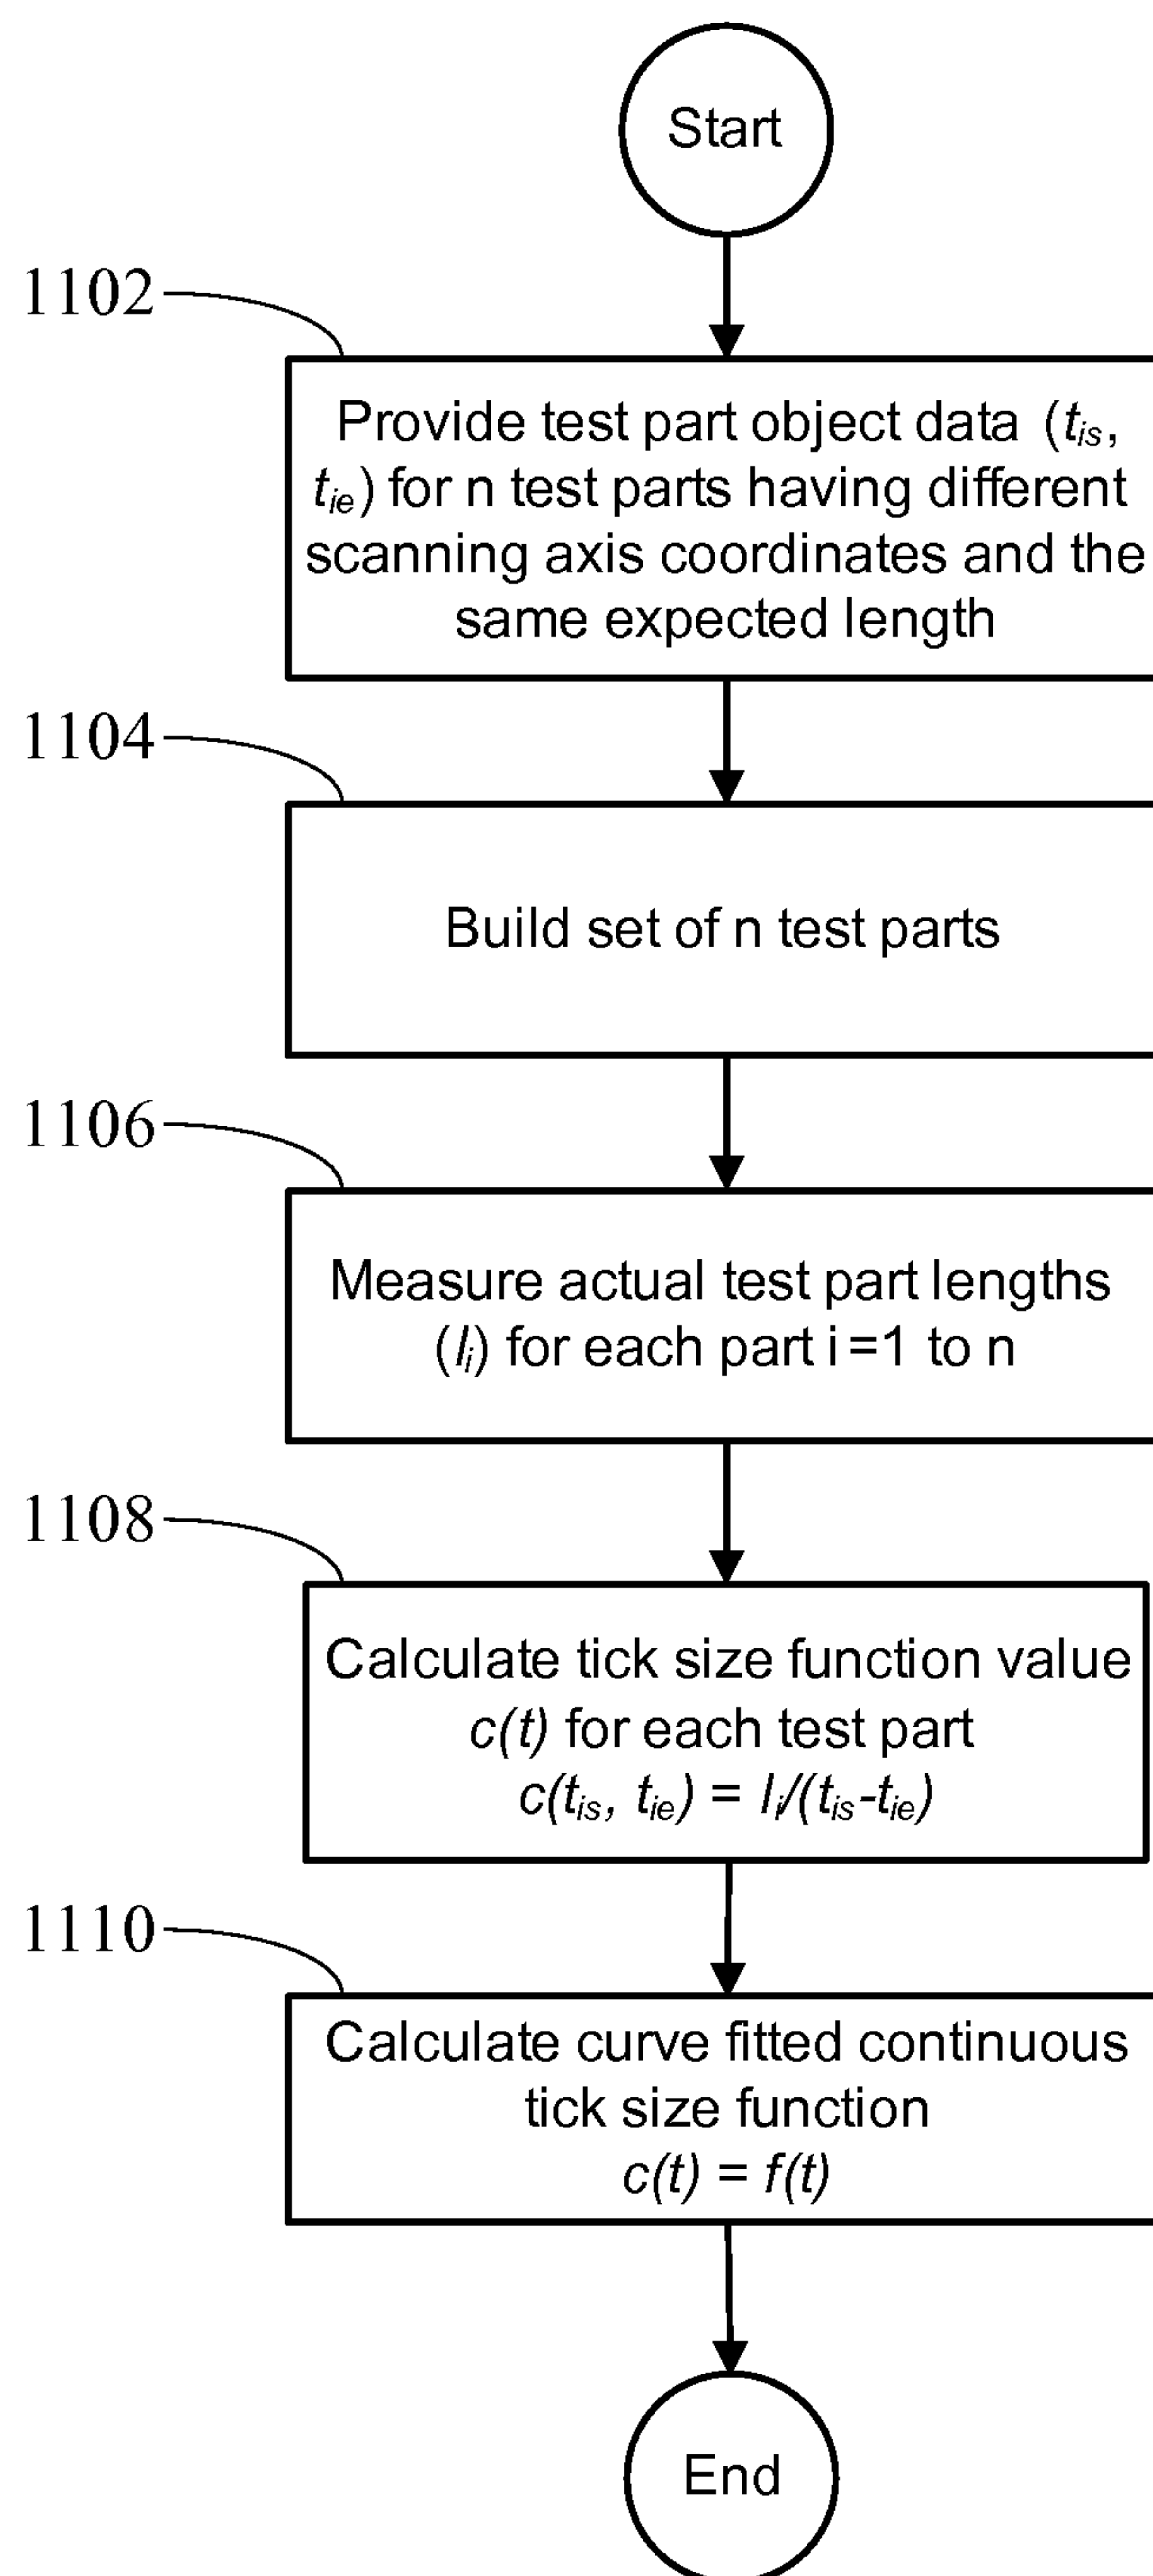 Start
1102
Provide test part object data (tis,
tie) for n test parts having different
scanning axis coordinates and the
same expected length
1104
Build set of n test parts
1106
Measure actual test part lengths
(li) for each part i=1 to n
1108
Calculate tick size function value
c(t) for each test part
c(tis, tie) = li/(tis-tie)
1110
Calculate curve fitted continuous
tick size function
c(t) = f(t)
End